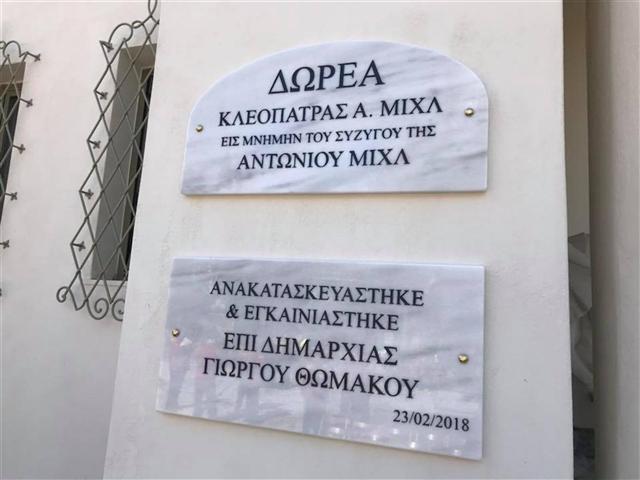 ΔΩΡΕΑ
ΚΛΕΟΠΑΤΡΑΣ Α. ΜΙΧΛ
ΕΙΣ ΜΝΗΜΗΝ ΤΟΥ ΣΥΖΥΓΟΥ ΤΗΣ
ΑΝΤΩΝΙΟΥ ΜΙΧΛ
ΑΝΑΚΑΤΑΣΚΕΥΑΣΤΗΚΕ
& ΕΓΚΑΙΝΙΑΣΤΗΚΕ
ΕΠΙ ΔΗΜΑΡΧΙΑΣ
ΓΙΩΡΓΟΥ ΘΩΜΑΚΟΥ
23/02/2018